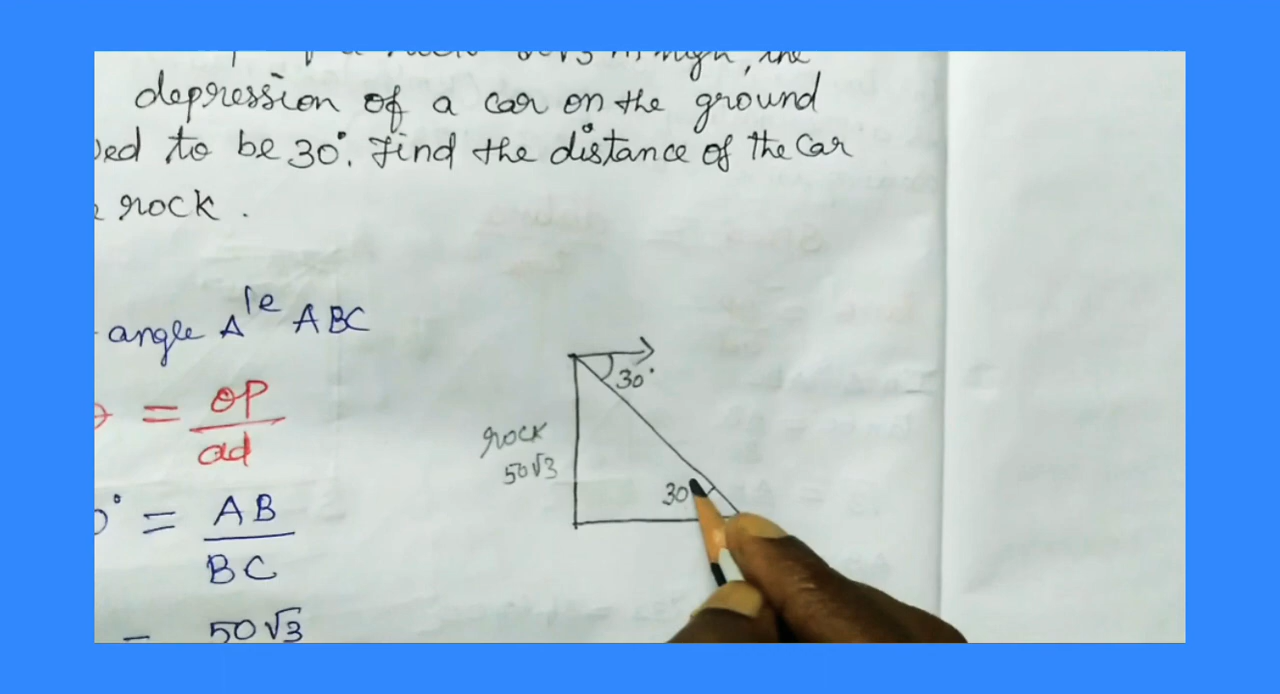 depression of a car on the ground
to be 30°. Find the distance of the Car
rock.
angle Δle ABC
= OP
ad
30°
rock
50√3
30
° = AB
BC
50√3